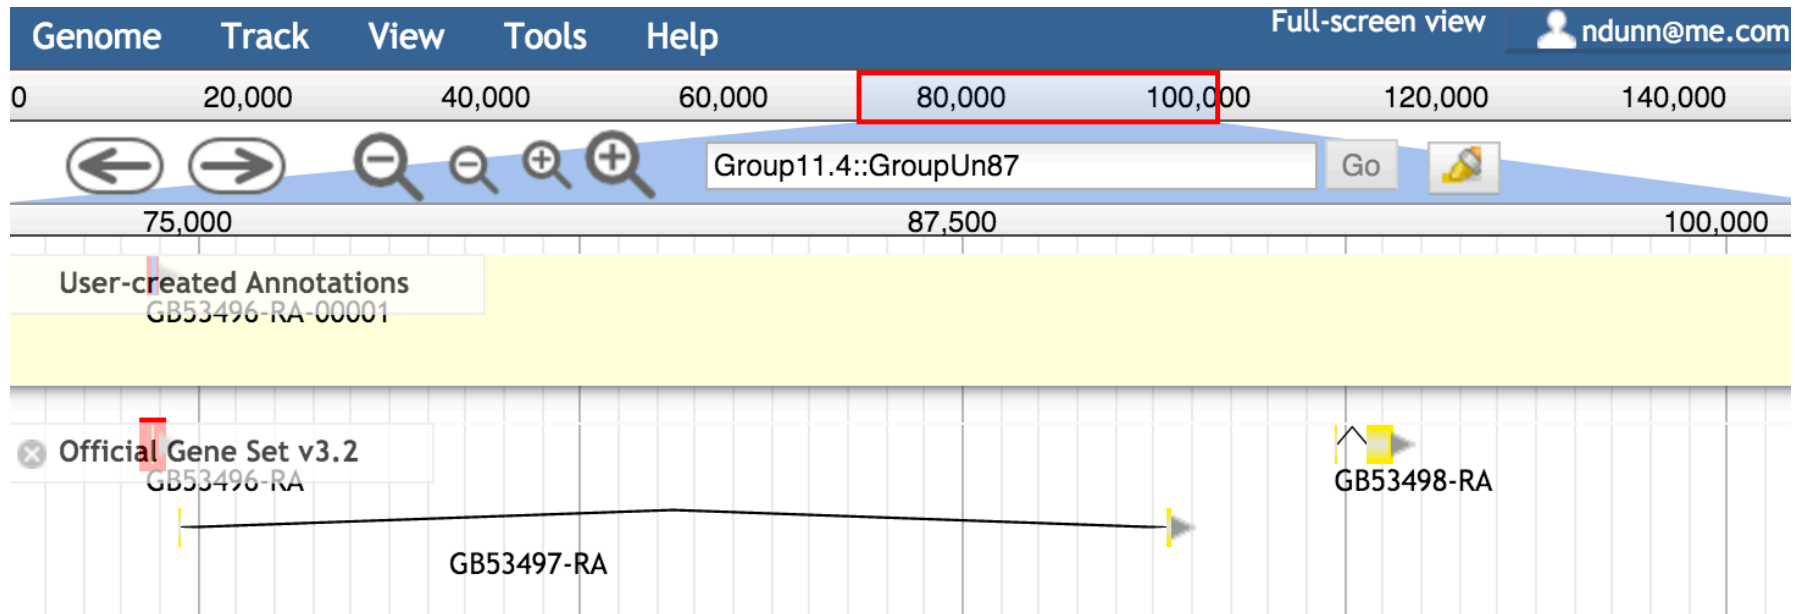 Genome Track View Tools Help Full-screen view ndunn@me.com
0 20,000 40,000 60,000 80,000 100,000 120,000 140,000
Group11.4::GroupUn87 Go
75,000 87,500 100,000
User-created Annotations
GB53496-RA-00001
Official Gene Set v3.2
GB53496-RA GB53498-RA
GB53497-RA